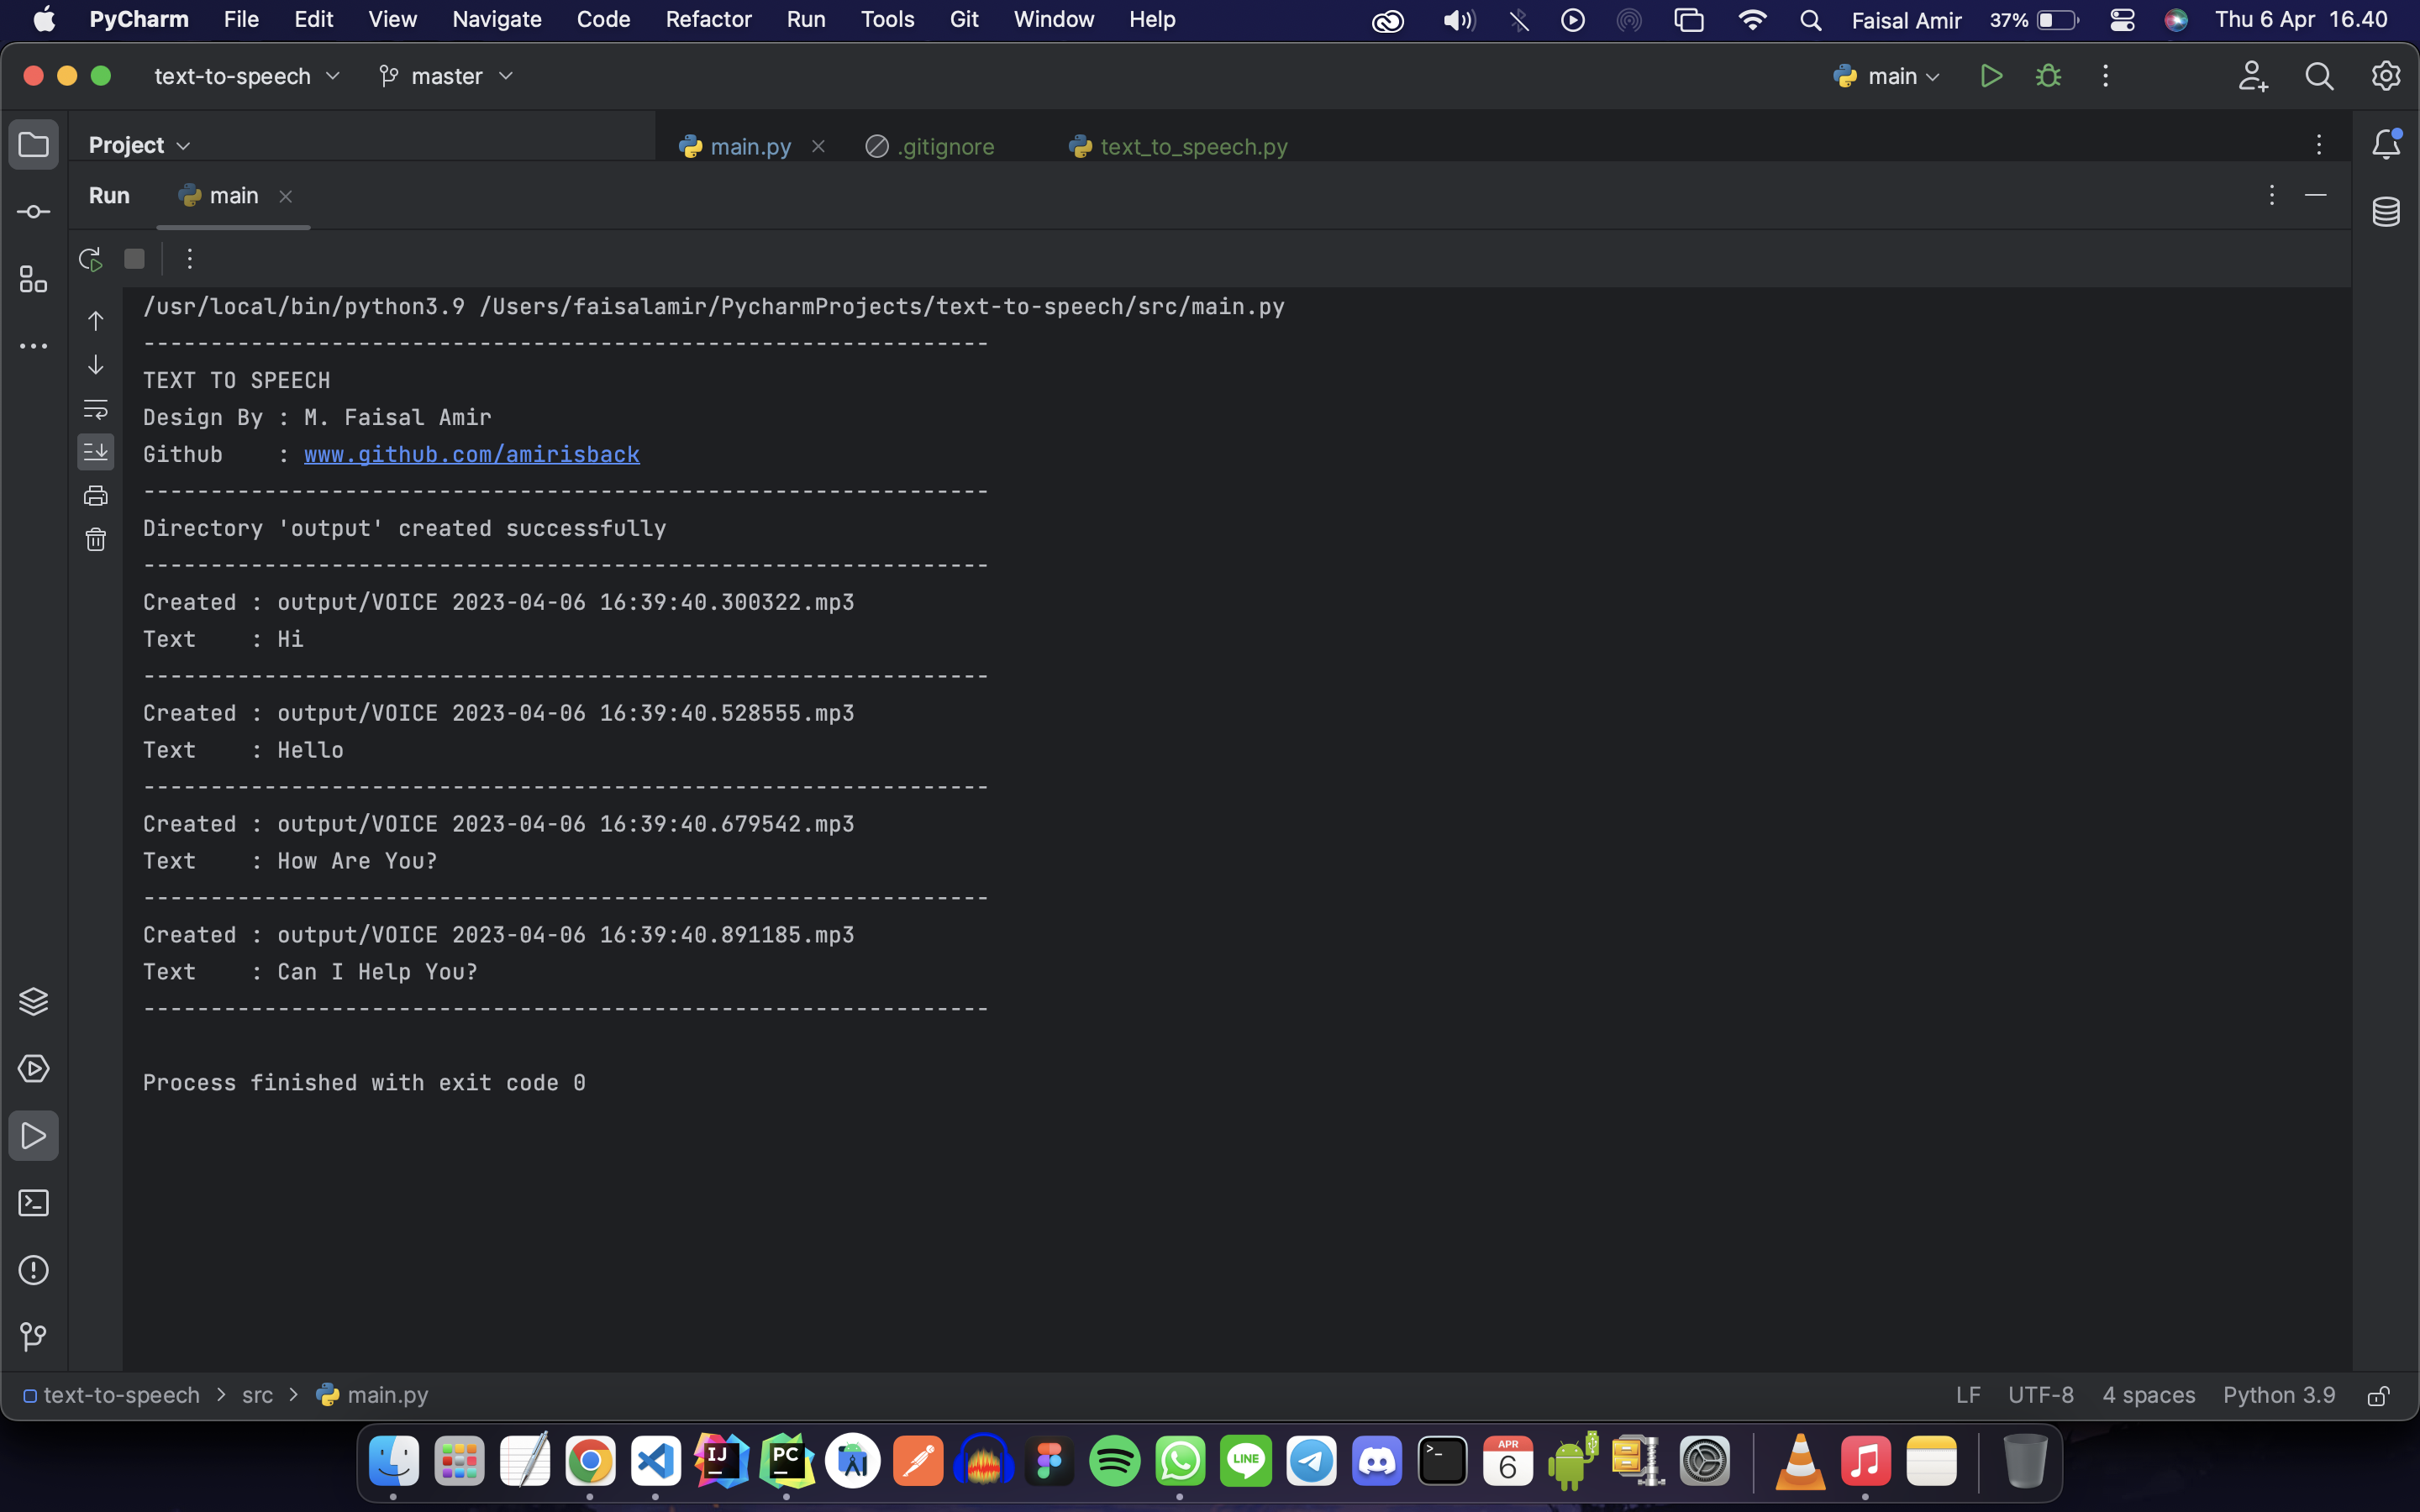 PyCharm File Edit View Navigate Code Refactor Run Tools Git Window Help Faisal Amir 37% Thu 6 Apr 16.40
text-to-speech master main
Project main.py .gitignore text_to_speech.py
Run main
/usr/local/bin/python3.9 /Users/faisalamir/PycharmProjects/text-to-speech/src/main.py
---------------------------------------------------------------
TEXT TO SPEECH
Design By : M. Faisal Amir
Github    : www.github.com/amirisback
---------------------------------------------------------------
Directory 'output' created successfully
---------------------------------------------------------------
Created : output/VOICE 2023-04-06 16:39:40.300322.mp3
Text    : Hi
---------------------------------------------------------------
Created : output/VOICE 2023-04-06 16:39:40.528555.mp3
Text    : Hello
---------------------------------------------------------------
Created : output/VOICE 2023-04-06 16:39:40.679542.mp3
Text    : How Are You?
---------------------------------------------------------------
Created : output/VOICE 2023-04-06 16:39:40.891185.mp3
Text    : Can I Help You?
---------------------------------------------------------------
Process finished with exit code 0
text-to-speech > src > main.py LF UTF-8 4 spaces Python 3.9
IJ PC LINE >_ APR 6